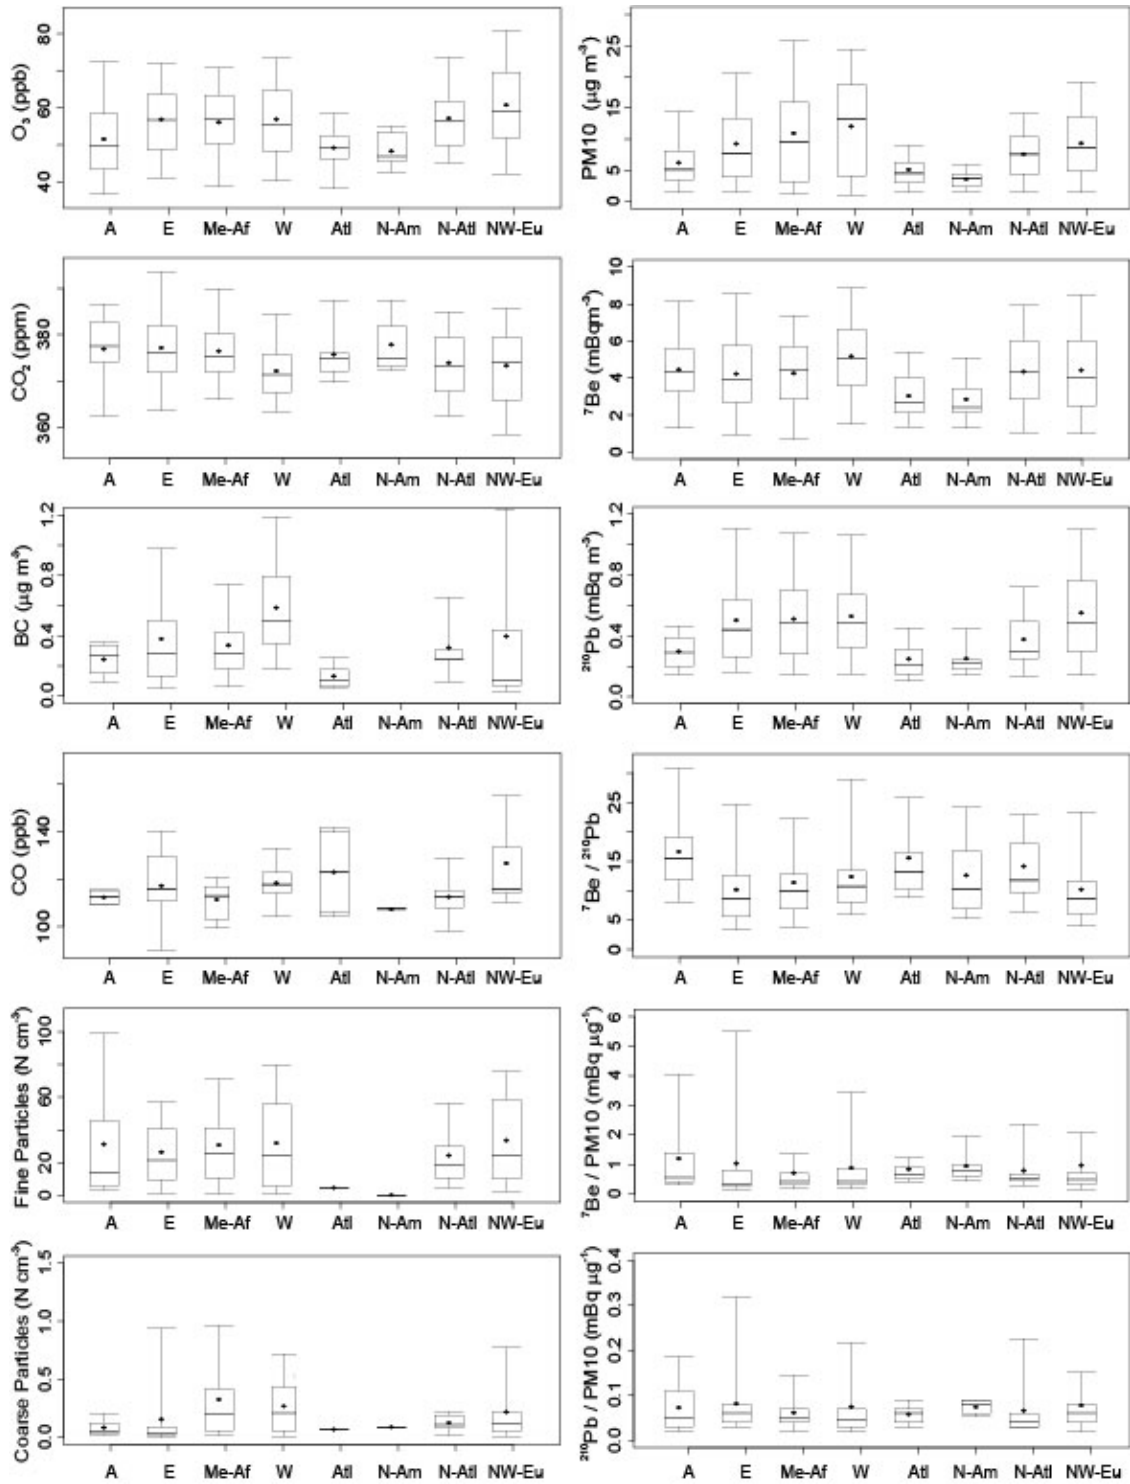 O₃ (ppb)
80
60
40
A E Me-Af W Atl N-Am N-Atl NW-Eu
PM10 (μg m⁻³)
25
15
5
0
A E Me-Af W Atl N-Am N-Atl NW-Eu
CO₂ (ppm)
380
360
A E Me-Af W Atl N-Am N-Atl NW-Eu
⁷Be (mBqm⁻³)
10
8
6
4
2
0
A E Me-Af W Atl N-Am N-Atl NW-Eu
BC (μg m⁻³)
1.2
0.8
0.4
0.0
A E Me-Af W Atl N-Am N-Atl NW-Eu
²¹⁰Pb (mBq m⁻³)
1.2
0.8
0.4
0.0
A E Me-Af W Atl N-Am N-Atl NW-Eu
CO (ppb)
140
100
A E Me-Af W Atl N-Am N-Atl NW-Eu
⁷Be / ²¹⁰Pb
25
15
5
0
A E Me-Af W Atl N-Am N-Atl NW-Eu
Fine Particles (N cm⁻³)
100
60
20
0
A E Me-Af W Atl N-Am N-Atl NW-Eu
⁷Be / PM10 (mBq μg⁻¹)
6
5
4
3
2
1
0
A E Me-Af W Atl N-Am N-Atl NW-Eu
Coarse Particles (N cm⁻³)
1.5
1.0
0.5
0.0
A E Me-Af W Atl N-Am N-Atl NW-Eu
²¹⁰Pb / PM10 (mBq μg⁻¹)
0.4
0.3
0.2
0.1
0.0
A E Me-Af W Atl N-Am N-Atl NW-Eu